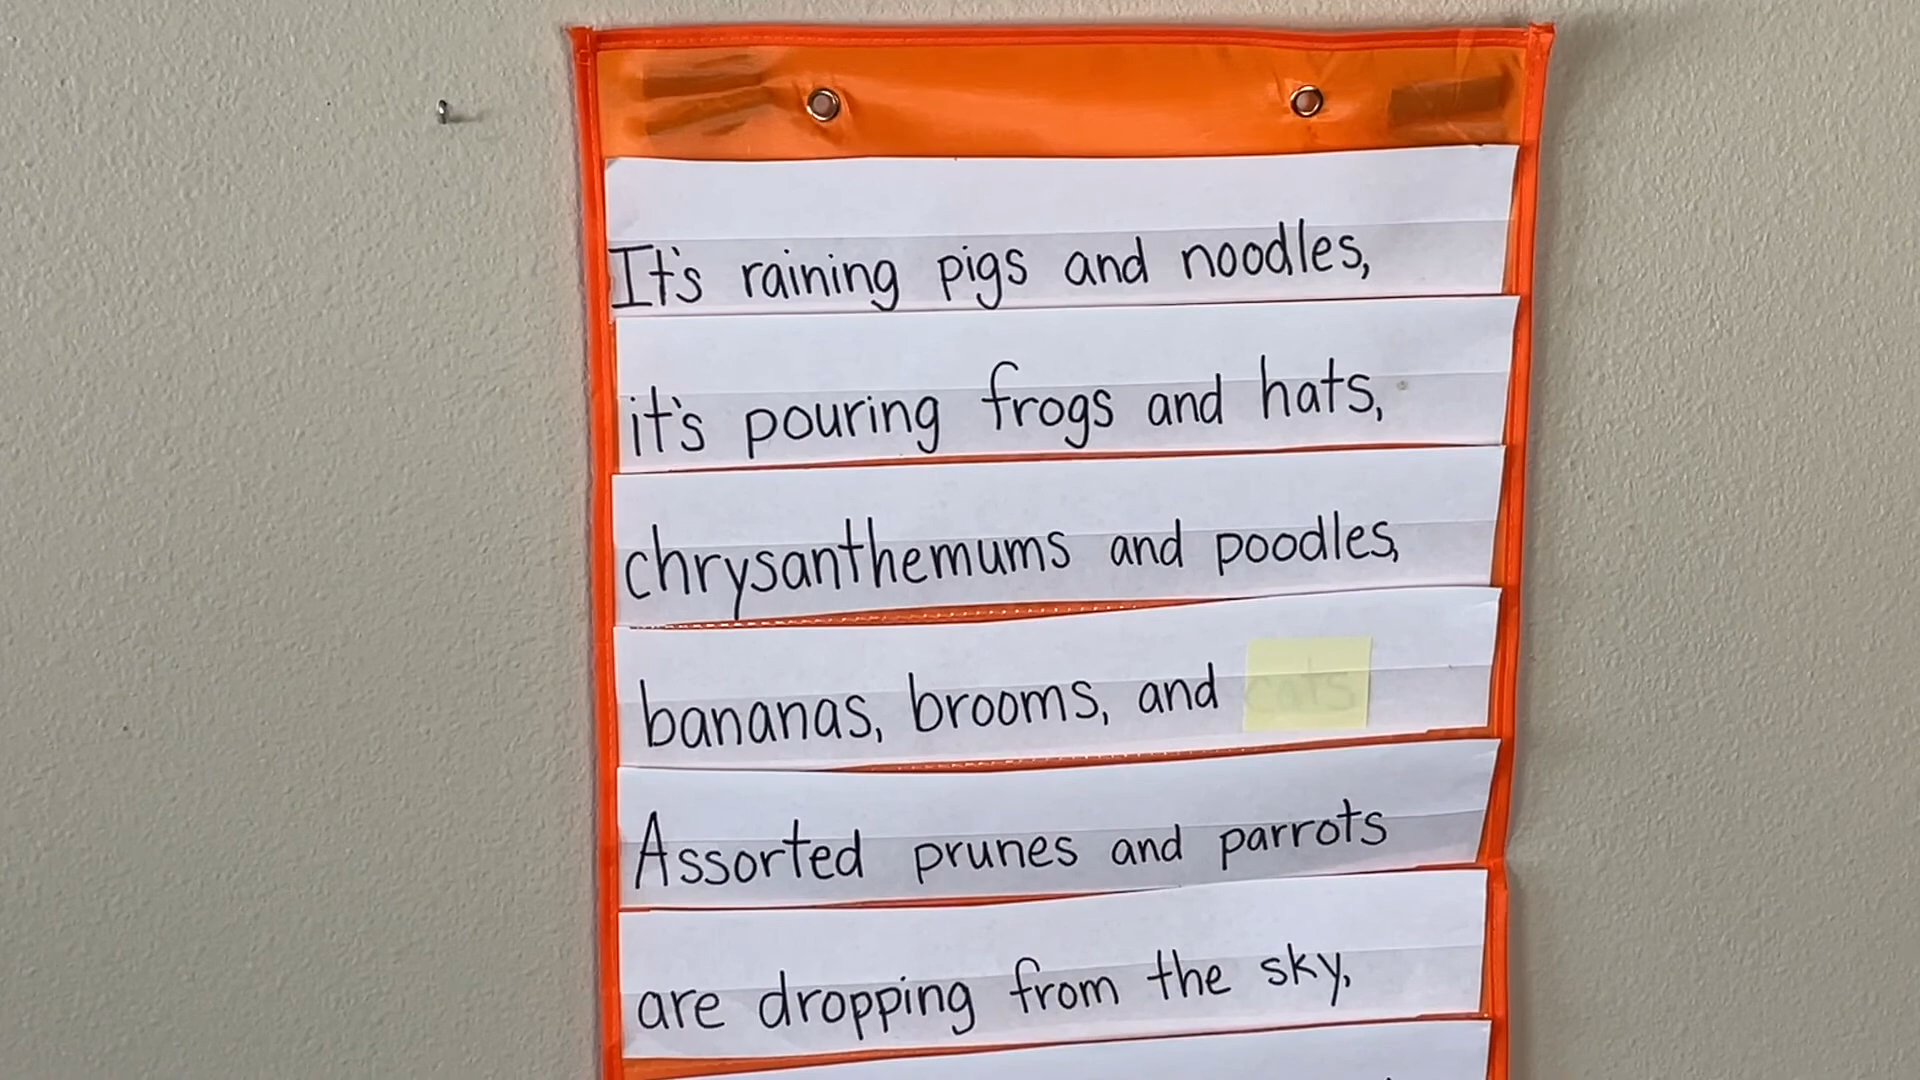 It's raining pigs and noodles,
it's pouring frogs and hats,
chrysanthemums and poodles,
bananas, brooms, and cats
Assorted prunes and parrots
are dropping from the sky,